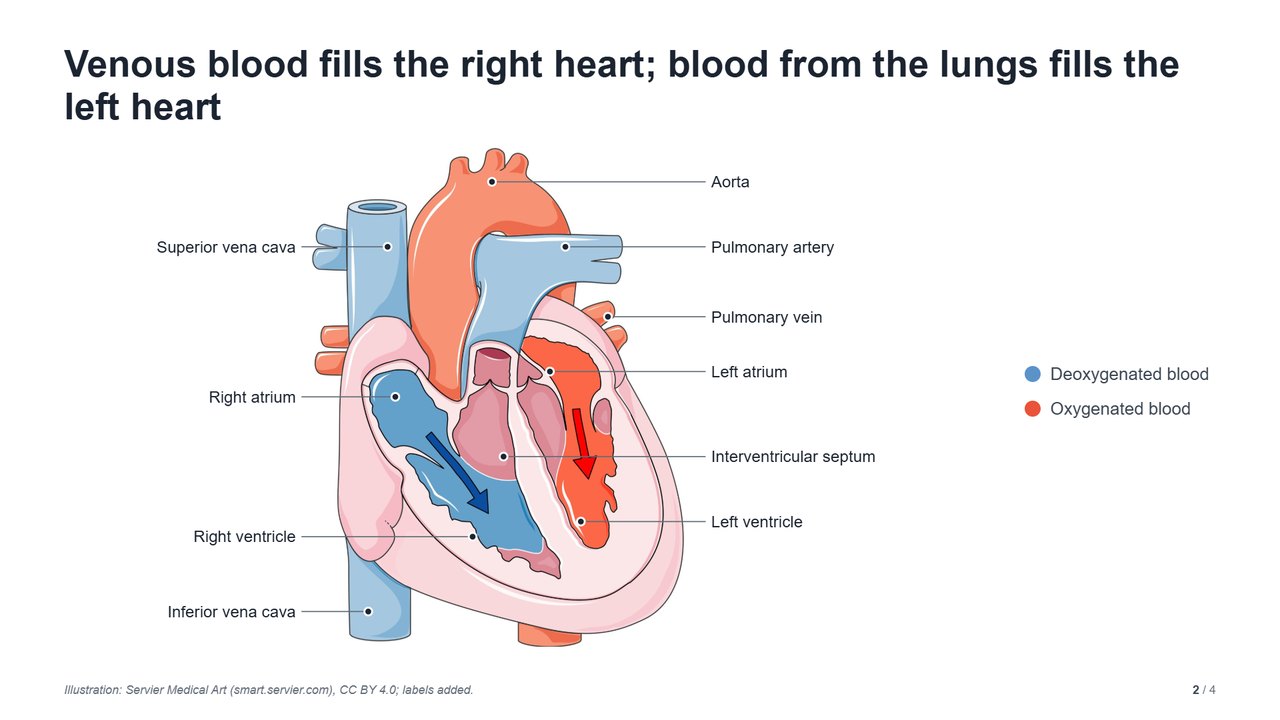 Venous blood fills the right heart; blood from the lungs fills the
left heart
Aorta
Superior vena cava
Pulmonary artery
Pulmonary vein
Left atrium
Deoxygenated blood
Right atrium
Oxygenated blood
Interventricular septum
Left ventricle
Right ventricle
Inferior vena cava
Illustration: Servier Medical Art (smart.servier.com), CC BY 4.0; labels added.
2 / 4